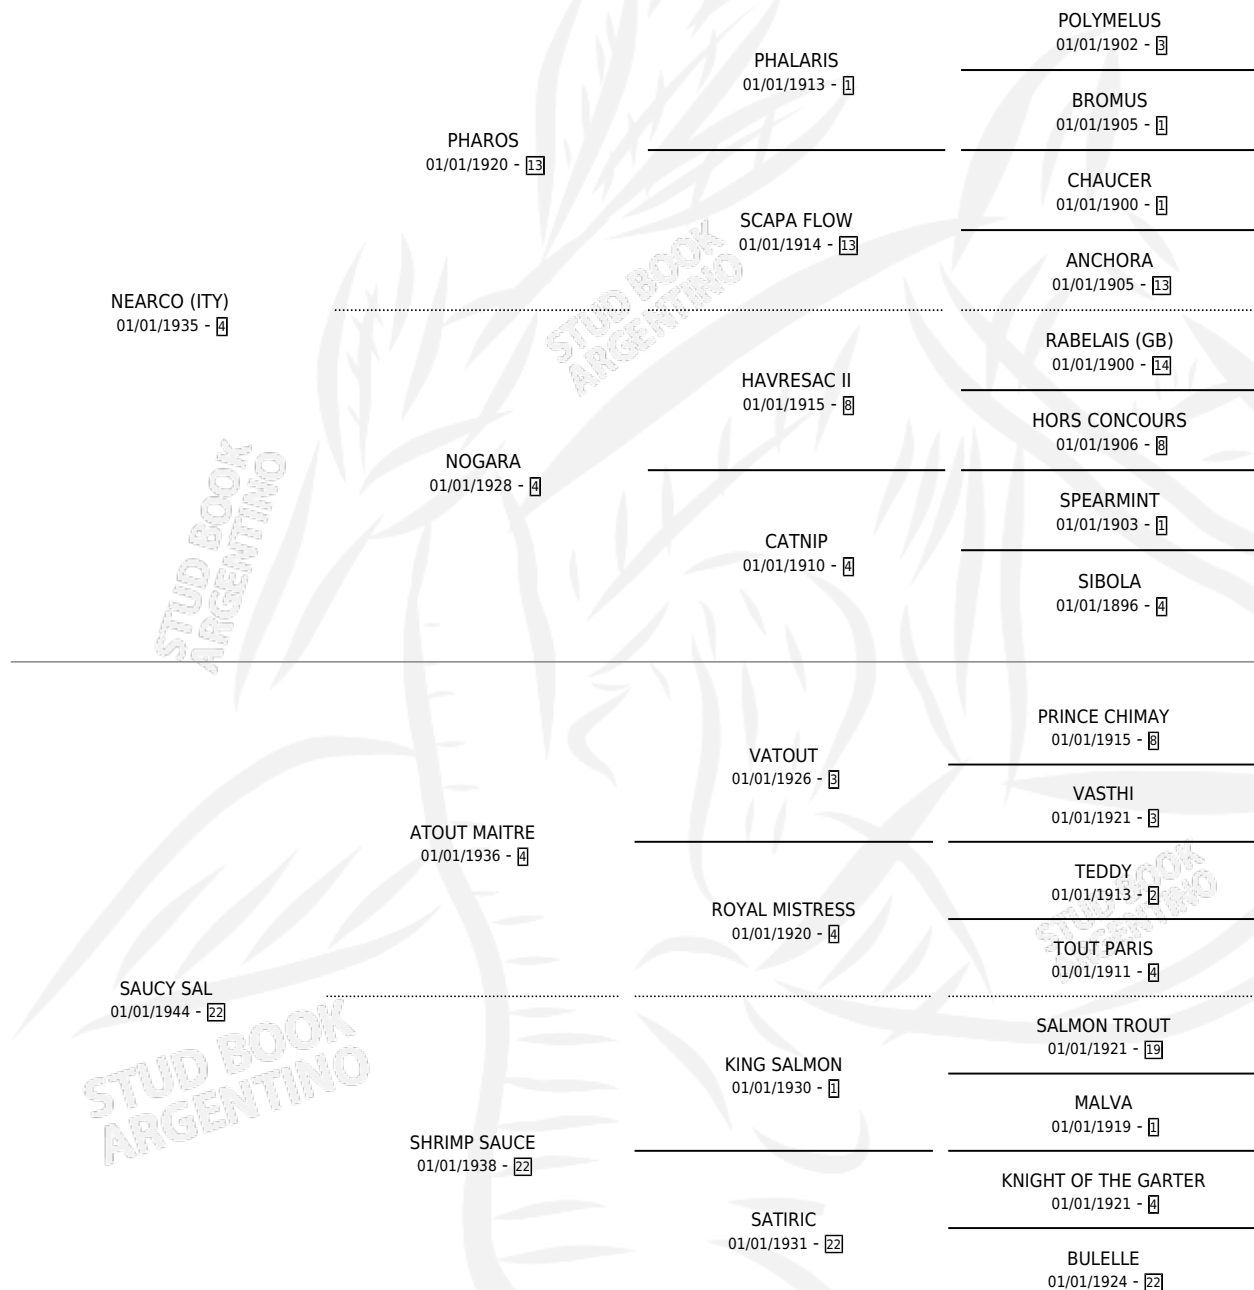 POLYMELUS
01/01/1902 - 3
PHALARIS
01/01/1913 - 1
BROMUS
01/01/1905 - 1
PHAROS
01/01/1920 - 13
CHAUCER
01/01/1900 - 1
SCAPA FLOW
01/01/1914 - 13
ANCHORA
01/01/1905 - 13
NEARCO (ITY)
01/01/1935 - 4
STUD BOOK
ARGENTINO
RABELAIS (GB)
01/01/1900 - 14
HAVRESAC II
01/01/1915 - 8
HORS CONCOURS
01/01/1906 - 8
NOGARA
01/01/1928 - 4
SPEARMINT
01/01/1903 - 1
CATNIP
01/01/1910 - 4
SIBOLA
01/01/1896 - 4
STUD BOOK
ARGENTINO
PRINCE CHIMAY
01/01/1915 - 8
VATOUT
01/01/1926 - 3
VASTHI
01/01/1921 - 3
ATOUT MAITRE
01/01/1936 - 4
TEDDY
01/01/1913 - 2
ROYAL MISTRESS
01/01/1920 - 4
TOUT PARIS
01/01/1911 - 4
STUD BOOK
ARGENTINO
SAUCY SAL
01/01/1944 - 22
SALMON TROUT
01/01/1921 - 19
KING SALMON
01/01/1930 - 1
MALVA
01/01/1919 - 1
STUD BOOK
ARGENTINO
SHRIMP SAUCE
01/01/1938 - 22
KNIGHT OF THE GARTER
01/01/1921 - 4
SATIRIC
01/01/1931 - 22
BULELLE
01/01/1924 - 22